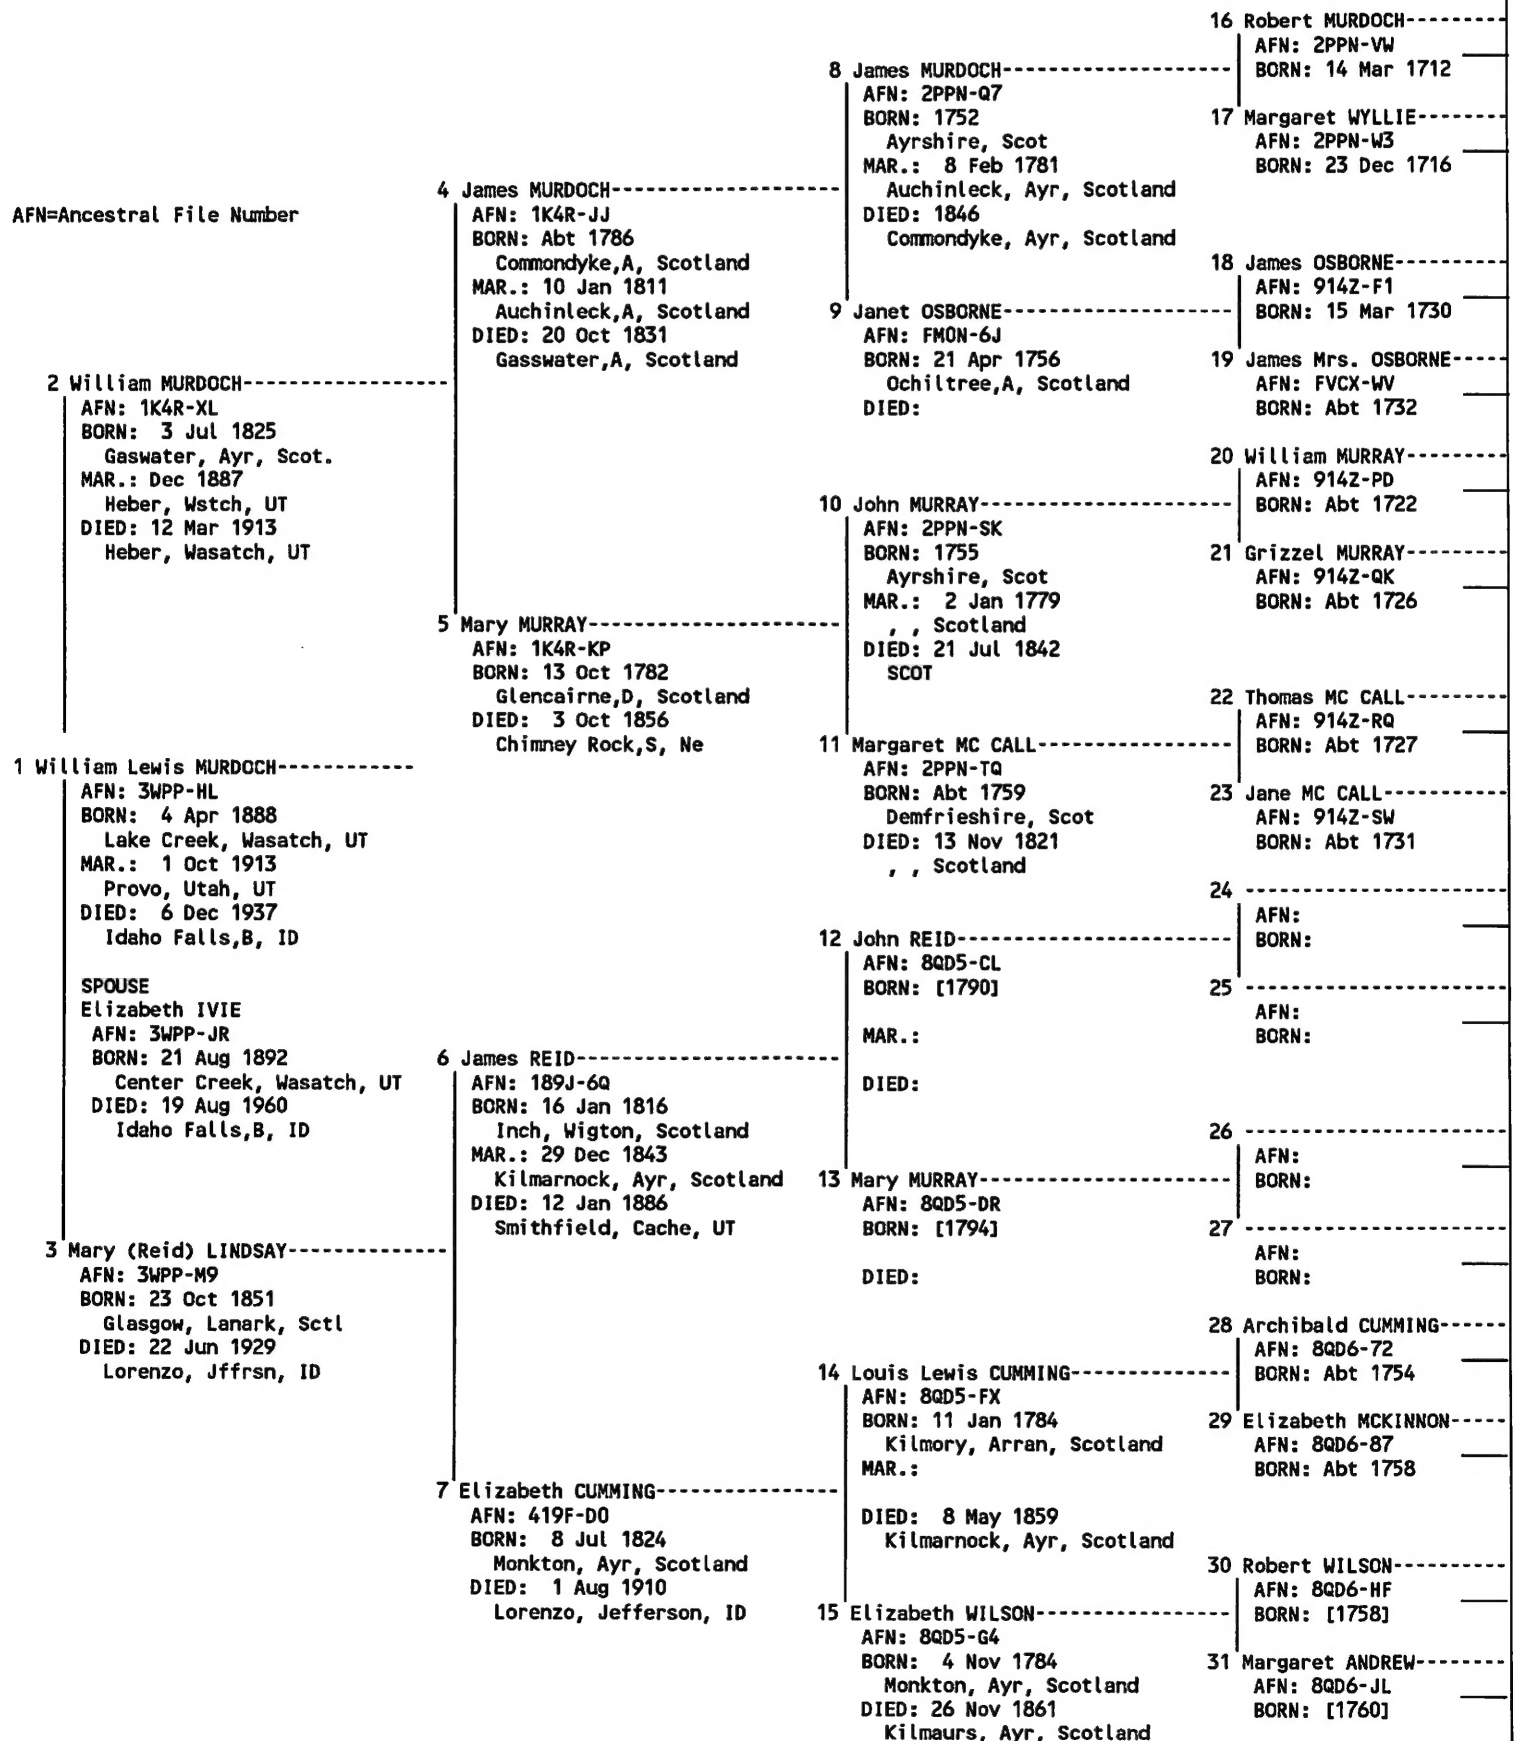 AFN=Ancestral File Number
1 William Lewis MURDOCH------------
AFN: 3WPP-HL
BORN:  4 Apr 1888
Lake Creek, Wasatch, UT
MAR.:  1 Oct 1913
Provo, Utah, UT
DIED:  6 Dec 1937
Idaho Falls,B, ID
SPOUSE
Elizabeth IVIE
AFN: 3WPP-JR
BORN: 21 Aug 1892
Center Creek, Wasatch, UT
DIED: 19 Aug 1960
Idaho Falls,B, ID
2 William MURDOCH------------------
AFN: 1K4R-XL
BORN:  3 Jul 1825
Gaswater, Ayr, Scot.
MAR.: Dec 1887
Heber, Wstch, UT
DIED: 12 Mar 1913
Heber, Wasatch, UT
3 Mary (Reid) LINDSAY--------------
AFN: 3WPP-M9
BORN: 23 Oct 1851
Glasgow, Lanark, Sctl
DIED: 22 Jun 1929
Lorenzo, Jffrsn, ID
4 James MURDOCH--------------------
AFN: 1K4R-JJ
BORN: Abt 1786
Commondyke,A, Scotland
MAR.: 10 Jan 1811
Auchinleck,A, Scotland
DIED: 20 Oct 1831
Gasswater,A, Scotland
5 Mary MURRAY--------------------
AFN: 1K4R-KP
BORN: 13 Oct 1782
Glencairne,D, Scotland
DIED:  3 Oct 1856
Chimney Rock,S, Ne
6 James REID-----------------------
AFN: 189J-6Q
BORN: 16 Jan 1816
Inch, Wigton, Scotland
MAR.: 29 Dec 1843
Kilmarnock, Ayr, Scotland
DIED: 12 Jan 1886
Smithfield, Cache, UT
7 Elizabeth CUMMING----------------
AFN: 419F-D0
BORN:  8 Jul 1824
Monkton, Ayr, Scotland
DIED:  1 Aug 1910
Lorenzo, Jefferson, ID
8 James MURDOCH--------------------
AFN: 2PPN-Q7
BORN: 1752
Ayrshire, Scot
MAR.:  8 Feb 1781
Auchinleck, Ayr, Scotland
DIED: 1846
Commondyke, Ayr, Scotland
9 Janet OSBORNE--------------------
AFN: FM0N-6J
BORN: 21 Apr 1756
Ochiltree,A, Scotland
DIED:
10 John MURRAY----------------------
AFN: 2PPN-SK
BORN: 1755
Ayrshire, Scot
MAR.:  2 Jan 1779
, , Scotland
DIED: 21 Jul 1842
SCOT
11 Margaret MC CALL-----------------
AFN: 2PPN-TQ
BORN: Abt 1759
Demfrieshire, Scot
DIED: 13 Nov 1821
, , Scotland
12 John REID------------------------
AFN: 8QD5-CL
BORN: [1790]
MAR.:
DIED:
13 Mary MURRAY----------------------
AFN: 8QD5-DR
BORN: [1794]
DIED:
14 Louis Lewis CUMMING--------------
AFN: 8QD5-FX
BORN: 11 Jan 1784
Kilmory, Arran, Scotland
MAR.:
DIED:  8 May 1859
Kilmarnock, Ayr, Scotland
15 Elizabeth WILSON-----------------
AFN: 8QD5-G4
BORN:  4 Nov 1784
Monkton, Ayr, Scotland
DIED: 26 Nov 1861
Kilmaurs, Ayr, Scotland
16 Robert MURDOCH---------
AFN: 2PPN-VW
BORN: 14 Mar 1712
17 Margaret WYLLIE--------
AFN: 2PPN-W3
BORN: 23 Dec 1716
18 James OSBORNE----------
AFN: 914Z-F1
BORN: 15 Mar 1730
19 James Mrs. OSBORNE-----
AFN: FVCX-WV
BORN: Abt 1732
20 William MURRAY---------
AFN: 914Z-PD
BORN: Abt 1722
21 Grizzel MURRAY---------
AFN: 914Z-QK
BORN: Abt 1726
22 Thomas MC CALL---------
AFN: 914Z-RQ
BORN: Abt 1727
23 Jane MC CALL-----------
AFN: 914Z-SW
BORN: Abt 1731
24 -----------------------
AFN:
BORN:
25 -----------------------
AFN:
BORN:
26 -----------------------
AFN:
BORN:
27 -----------------------
AFN:
BORN:
28 Archibald CUMMING------
AFN: 8QD6-72
BORN: Abt 1754
29 Elizabeth MCKINNON-----
AFN: 8QD6-87
BORN: Abt 1758
30 Robert WILSON----------
AFN: 8QD6-HF
BORN: [1758]
31 Margaret ANDREW--------
AFN: 8QD6-JL
BORN: [1760]